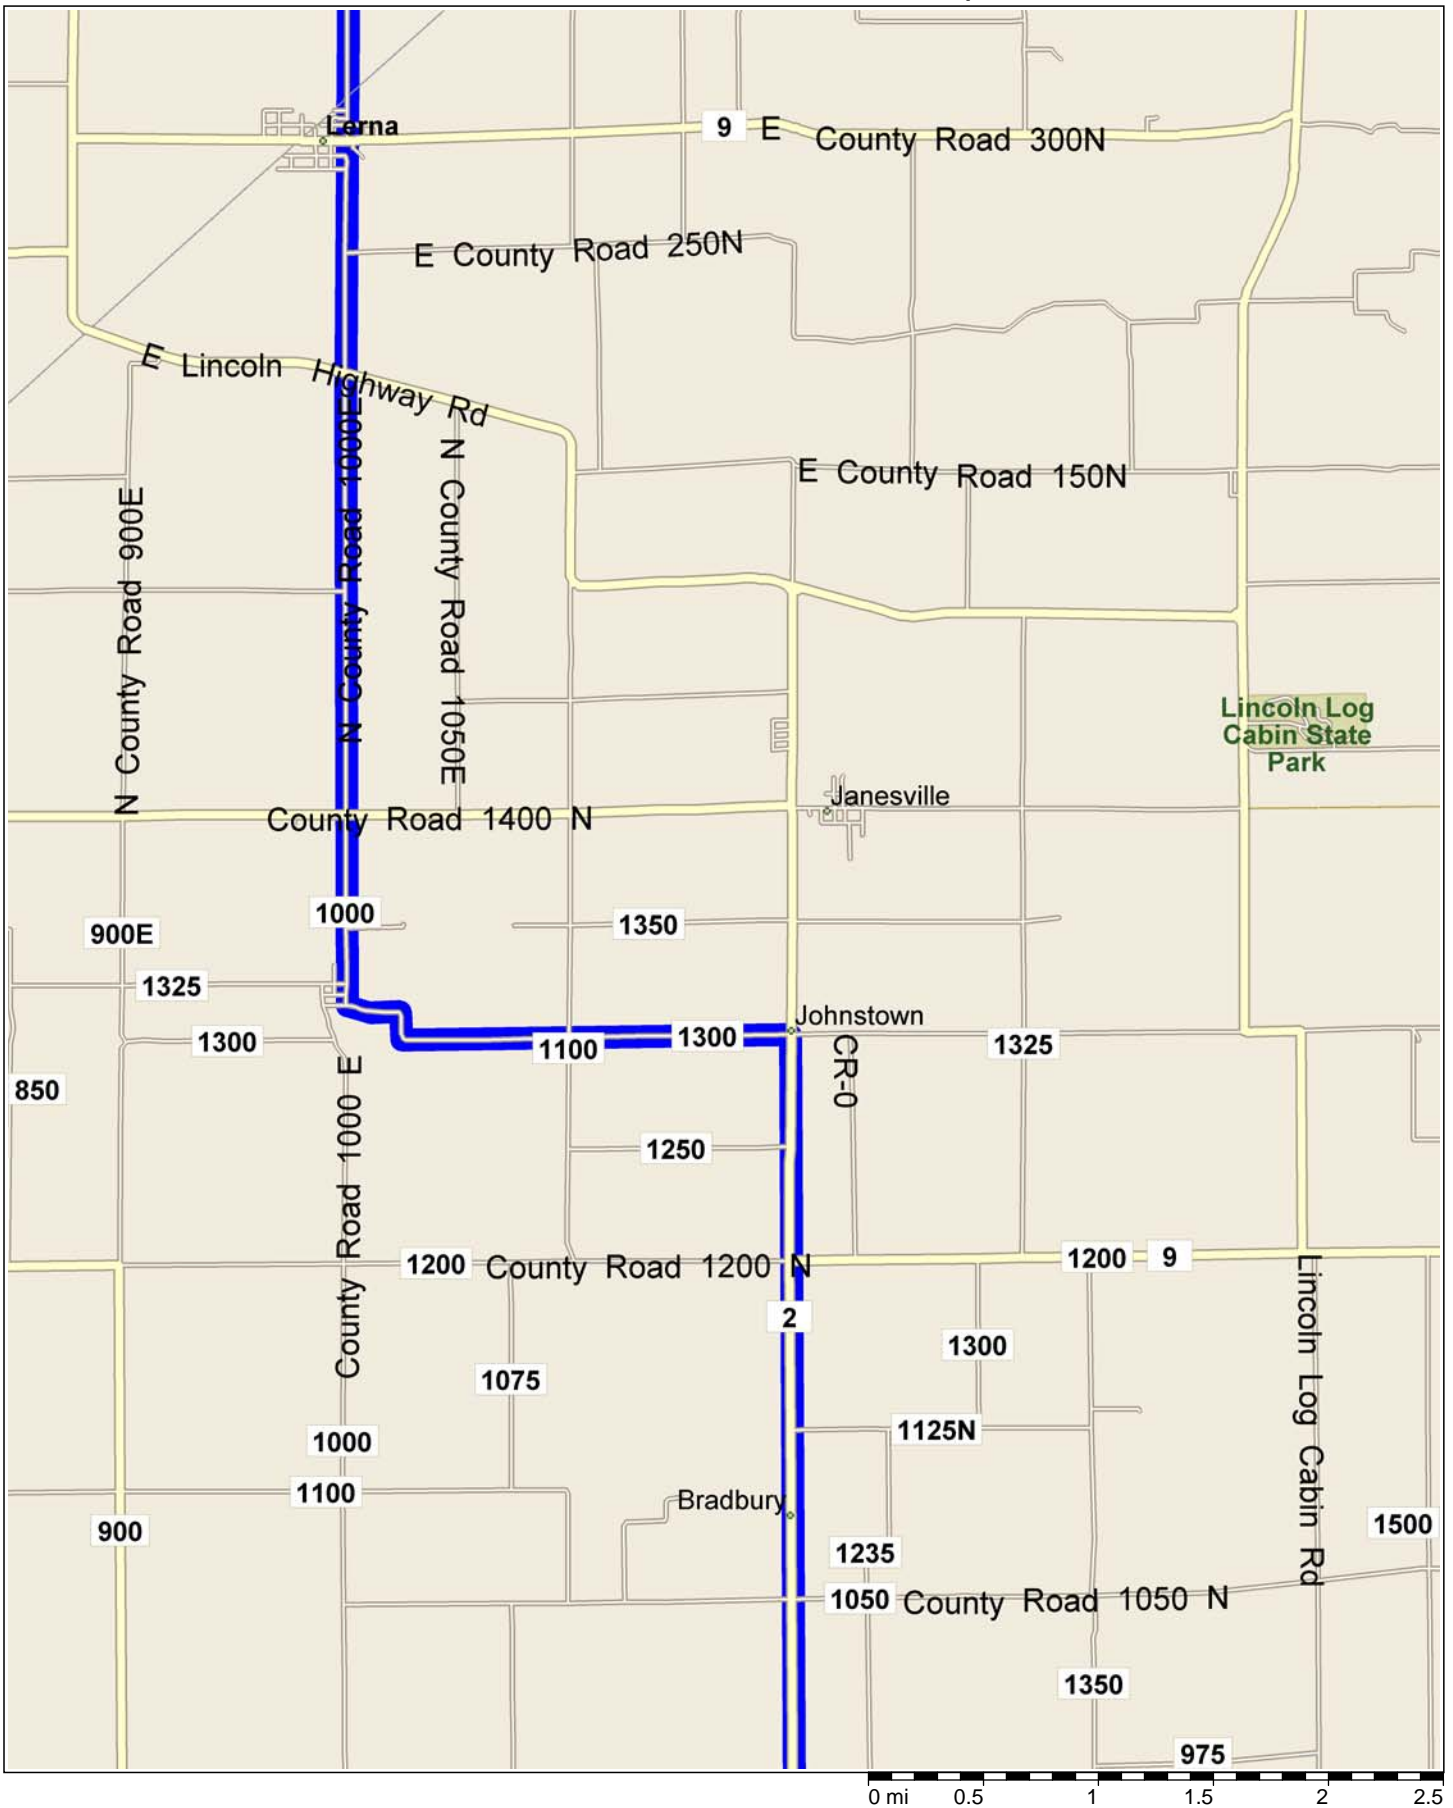 Lerna
9 E County Road 300N
E County Road 250N
E Lincoln Highway Rd
N County Road 1000E
N County Road 1050E
E County Road 150N
N County Road 900E
Lincoln Log
Cabin State
Park
Janesville
County Road 1400 N
1000
1350
900E
1325
Johnstown
1300
1100
1300
1325
CR-0
850
County Road 1000 E
1250
1200
County Road 1200 N
1200
9
Lincoln Log Cabin Rd
2
1300
1075
1125N
1000
1100
Bradbury
900
1500
1235
1050
County Road 1050 N
1350
975
0 mi 0.5 1 1.5 2 2.5